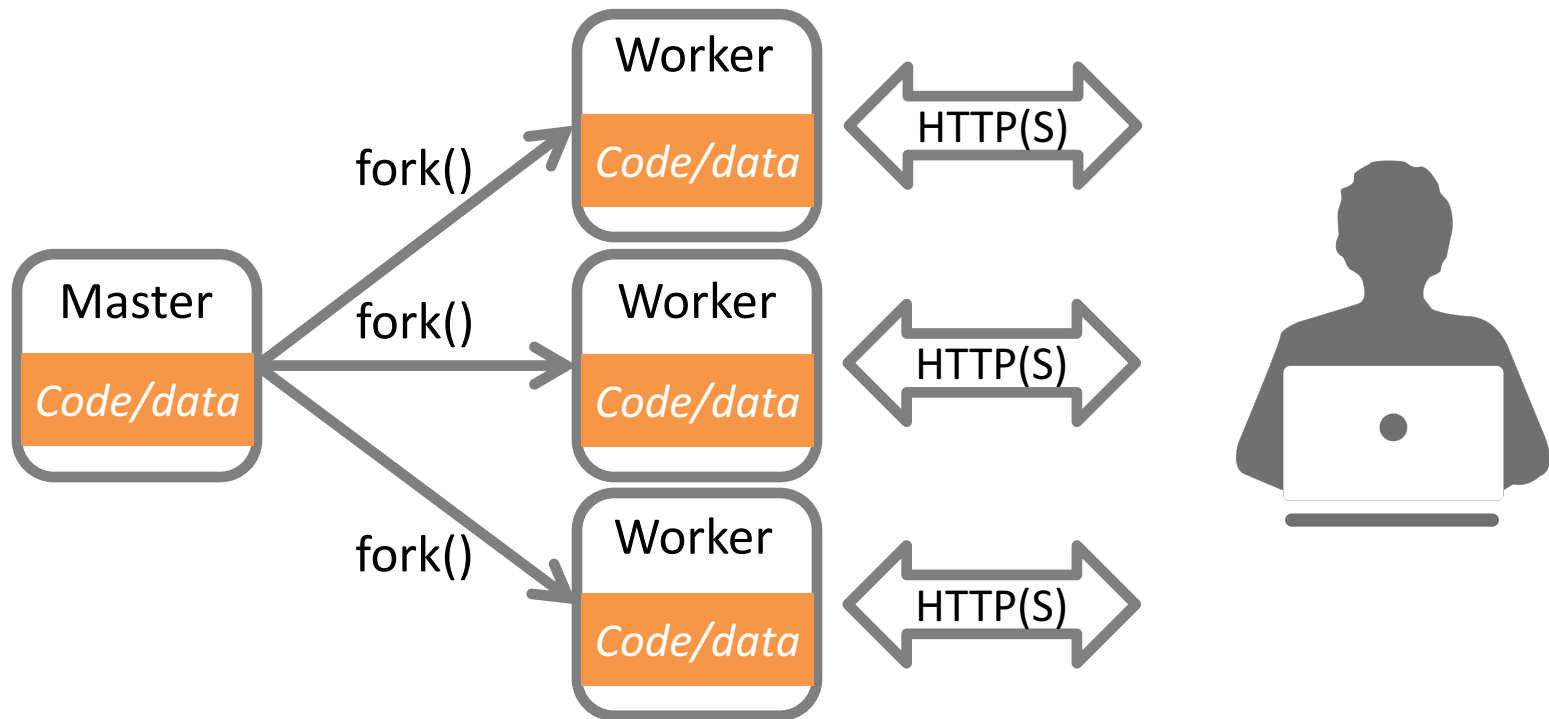 Worker
Code/data
HTTP(S)
fork()
Master
Code/data
fork()
Worker
Code/data
HTTP(S)
fork()
Worker
Code/data
HTTP(S)